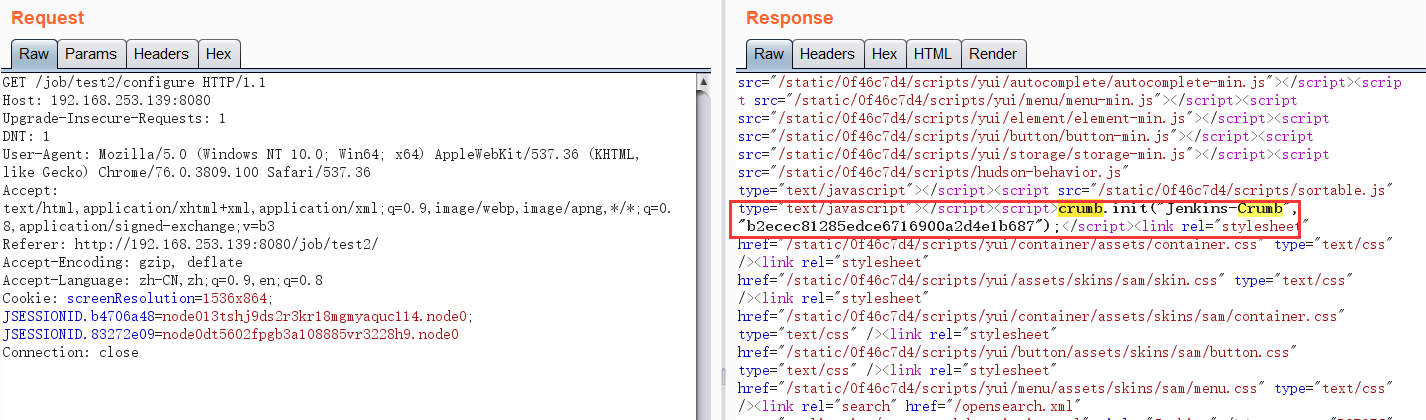 Request
Raw Params Headers Hex
GET /job/test2/configure HTTP/1.1
Host: 192.168.253.139:8080
Upgrade-Insecure-Requests: 1
DNT: 1
User-Agent: Mozilla/5.0 (Windows NT 10.0; Win64; x64) AppleWebKit/537.36 (KHTML,
like Gecko) Chrome/76.0.3809.100 Safari/537.36
Accept:
text/html,application/xhtml+xml,application/xml;q=0.9,image/webp,image/apng,*/*;q=0.
8,application/signed-exchange;v=b3
Referer: http://192.168.253.139:8080/job/test2/
Accept-Encoding: gzip, deflate
Accept-Language: zh-CN,zh;q=0.9,en;q=0.8
Cookie: screenResolution=1536x864;
JSESSIONID.b4706a48=node013tshj9ds2r3kr18mgmyaquc114.node0;
JSESSIONID.83272e09=node0dt5602fpgb3a108885vr3228h9.node0
Connection: close
Response
Raw Headers Hex HTML Render
src="/static/0f46c7d4/scripts/yui/autocomplete/autocomplete-min.js"></script><scrip
t src="/static/0f46c7d4/scripts/yui/menu/menu-min.js"></script><script
src="/static/0f46c7d4/scripts/yui/element/element-min.js"></script><script
src="/static/0f46c7d4/scripts/yui/button/button-min.js"></script><script
src="/static/0f46c7d4/scripts/yui/storage/storage-min.js"></script><script
src="/static/0f46c7d4/scripts/hudson-behavior.js"
type="text/javascript"></script><script src="/static/0f46c7d4/scripts/sortable.js"
type="text/javascript"></script><script>crumb.init("Jenkins-Crumb",
"b2ecec81285edce6716900a2d4e1b687");</script><link rel="stylesheet"
href="/static/0f46c7d4/scripts/yui/container/assets/container.css" type="text/css"
/><link rel="stylesheet"
href="/static/0f46c7d4/scripts/yui/assets/skins/sam/skin.css" type="text/css"
/><link rel="stylesheet"
href="/static/0f46c7d4/scripts/yui/container/assets/skins/sam/container.css"
type="text/css" /><link rel="stylesheet"
href="/static/0f46c7d4/scripts/yui/button/assets/skins/sam/button.css"
type="text/css" /><link rel="stylesheet"
href="/static/0f46c7d4/scripts/yui/menu/assets/skins/sam/menu.css" type="text/css"
/><link rel="search" href="/opensearch.xml"